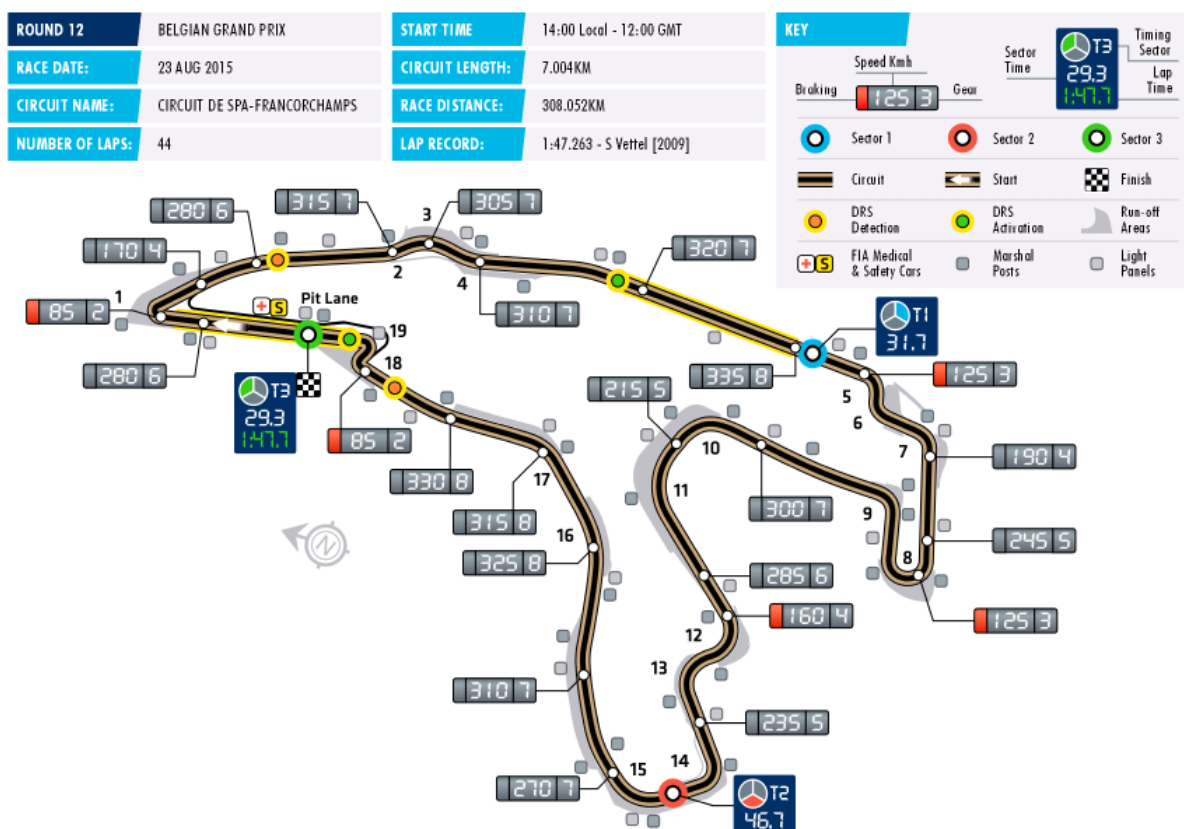 ROUND 12 BELGIAN GRAND PRIX
RACE DATE: 23 AUG 2015
CIRCUIT NAME: CIRCUIT DE SPA-FRANCORCHAMPS
NUMBER OF LAPS: 44
START TIME 14:00 Local - 12:00 GMT
CIRCUIT LENGTH: 7.004KM
RACE DISTANCE: 308.052KM
LAP RECORD: 1:47.263 - S Vettel [2009]
KEY
Speed Kmh
Braking 125 3 Gear
Sector Time
T3
29.3
1:47.7
Timing Sector
Lap Time
Sector 1 Sector 2 Sector 3
Circuit Start Finish
DRS Detection DRS Activation Run-off Areas
S FIA Medical & Safety Cars Marshal Posts Light Panels
280 6
315 7
3
305 7
170 4
2
4
320 7
1
85 2
S
Pit Lane
310 7
19
T1
31.7
280 6
18
335 8
125 3
T3
29.3
1:47.7
215 5
5
6
85 2
10
7
190 4
330 8
17
11
300 7
9
315 8
16
325 8
8
245 5
N
285 6
160 4
125 3
12
13
310 7
235 5
14
15
270 7
T2
46.7